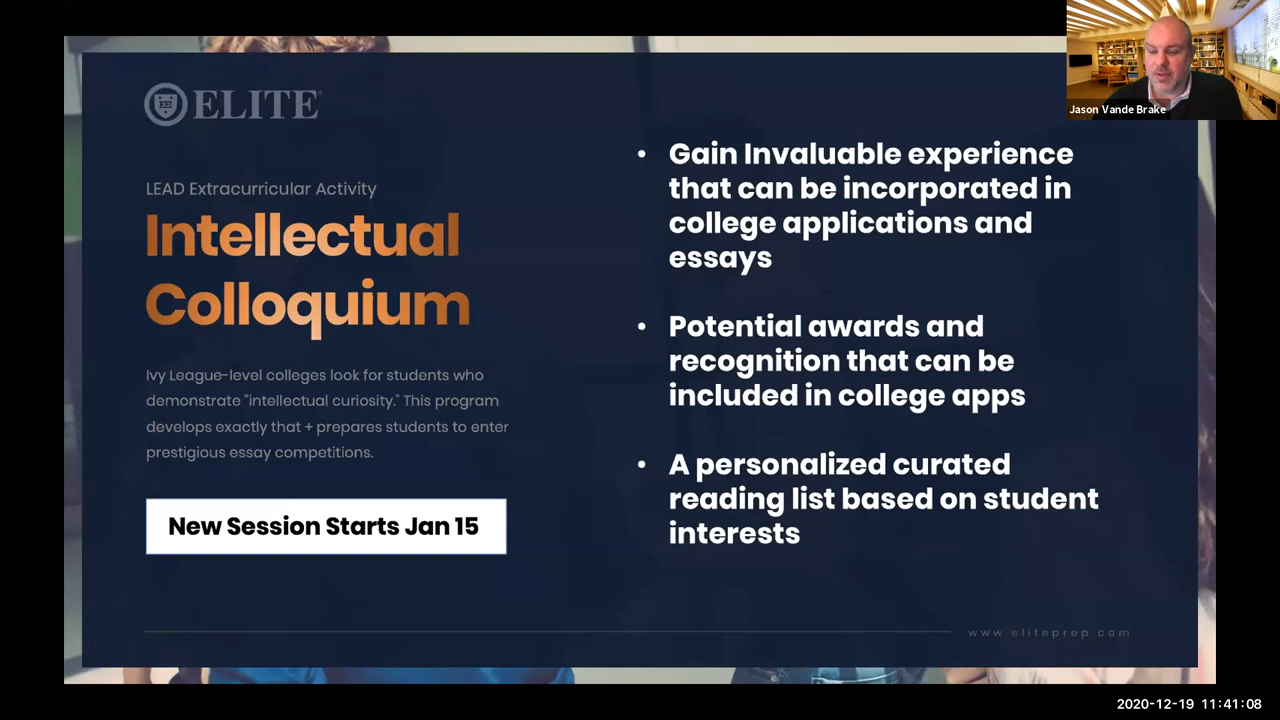 EEI ELITE
LEAD Extracurricular Activity
Intellectual
Colloquium
Ivy League-level colleges look for students who
demonstrate "intellectual curiosity." This program
develops exactly that + prepares students to enter
prestigious essay competitions.
New Session Starts Jan 15
• Gain Invaluable experience
that can be incorporated in
college applications and
essays
• Potential awards and
recognition that can be
included in college apps
• A personalized curated
reading list based on student
interests
www.eliteprep.com
Jason Vande Brake
2020-12-19 11:41:08